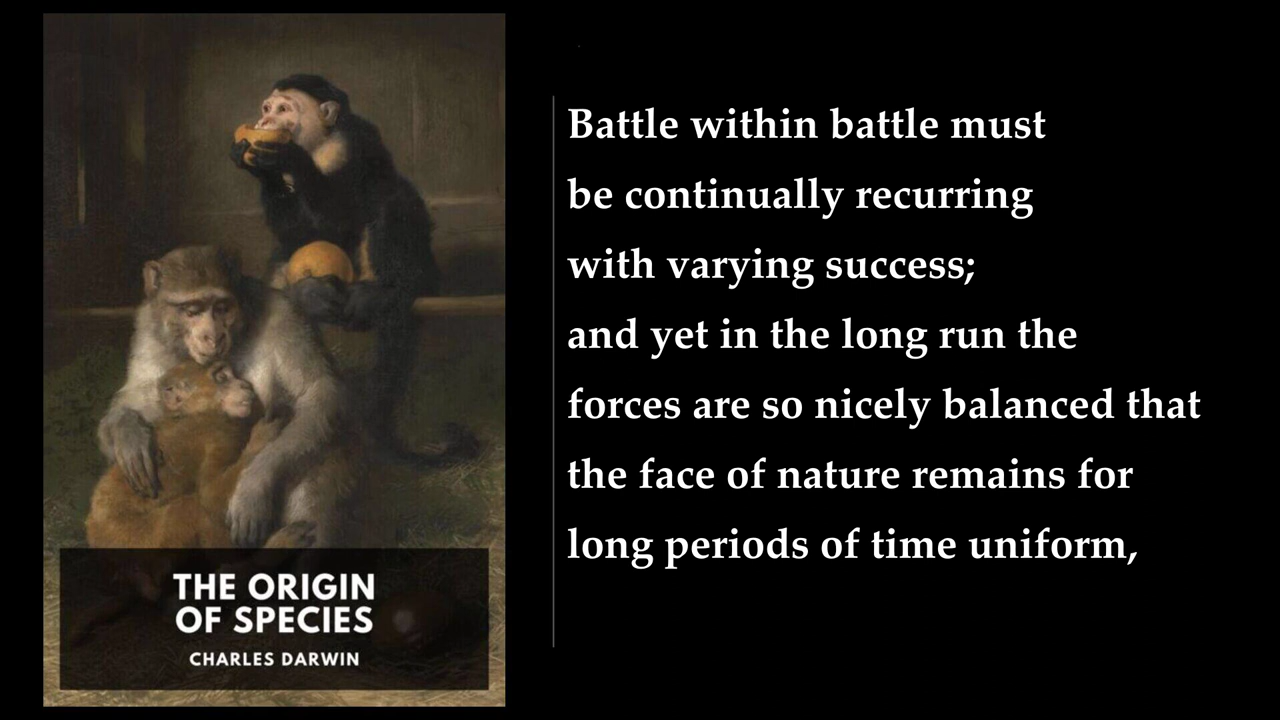 THE ORIGIN
OF SPECIES
CHARLES DARWIN
Battle within battle must
be continually recurring
with varying success;
and yet in the long run the
forces are so nicely balanced that
the face of nature remains for
long periods of time uniform,